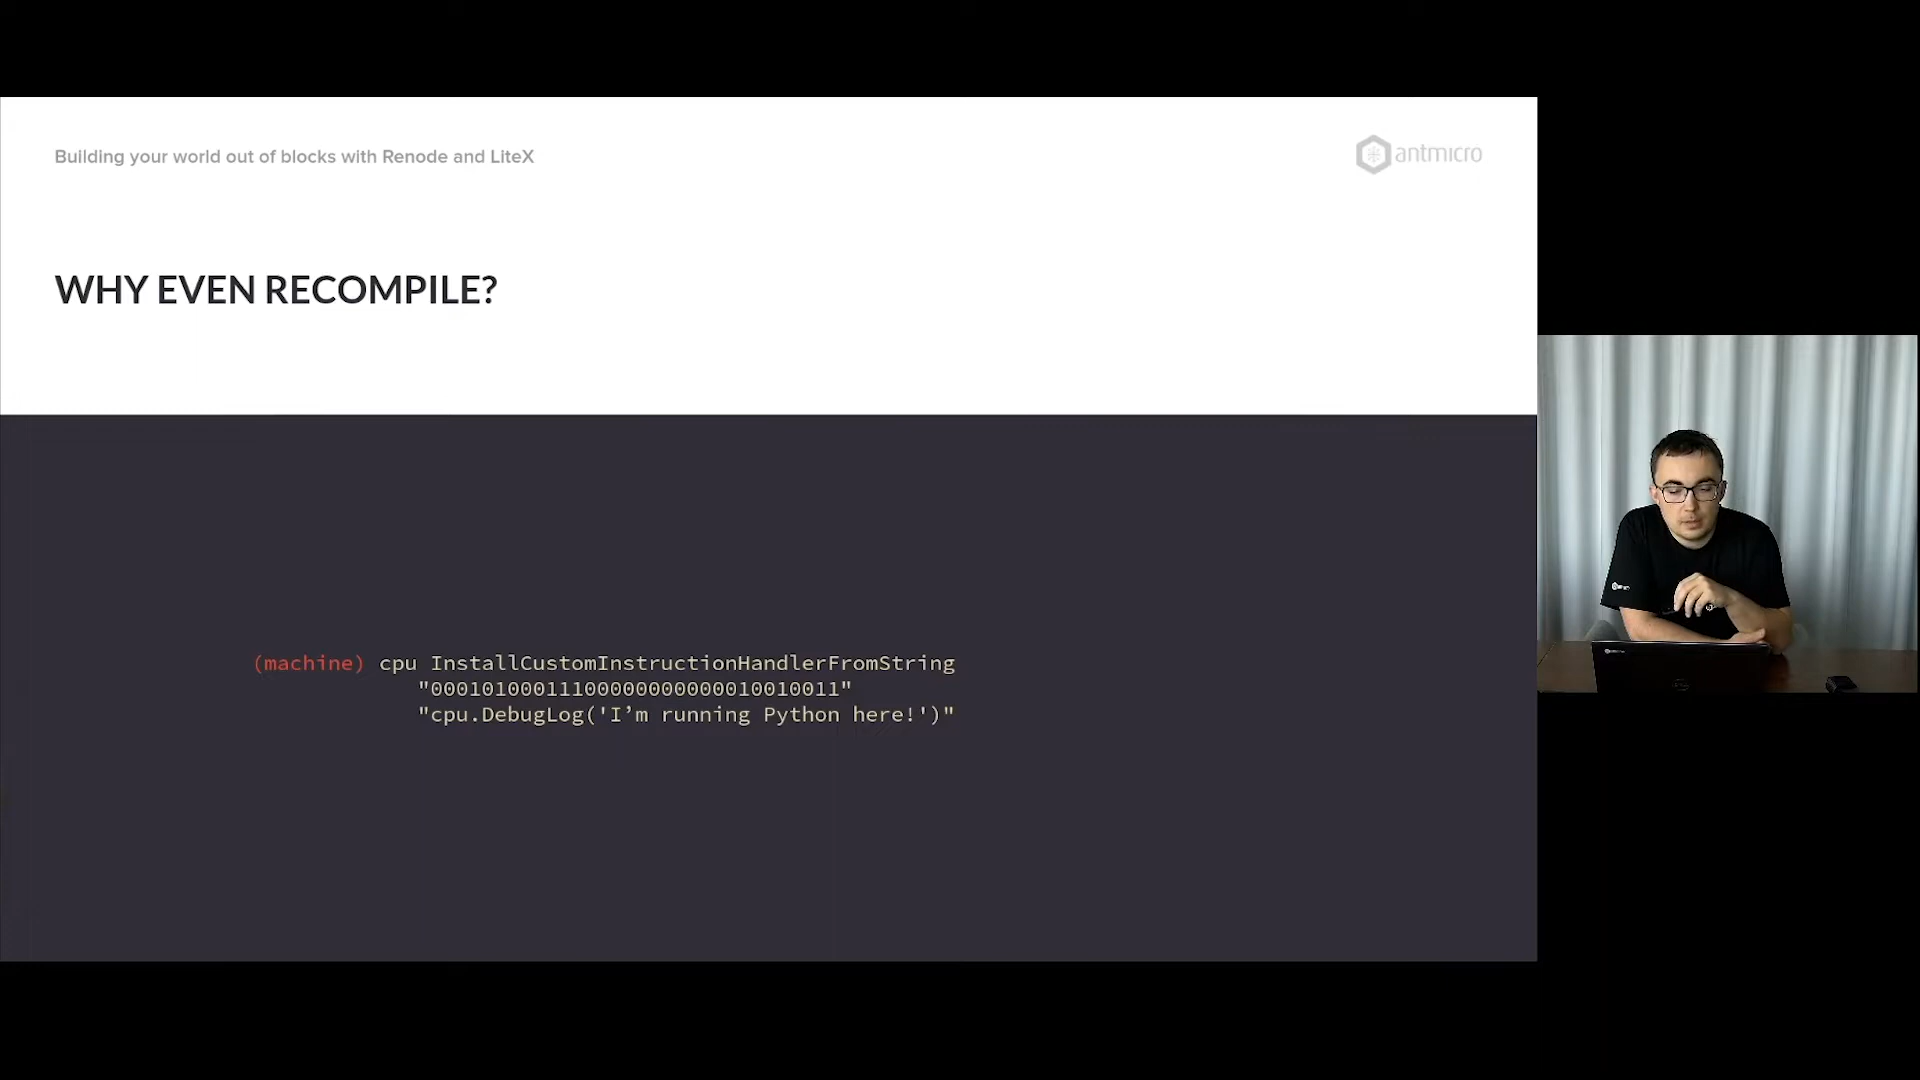 Building your world out of blocks with Renode and LiteX
antmicro
WHY EVEN RECOMPILE?
(machine) cpu InstallCustomInstructionHandlerFromString
"00010100011100000000000010010011"
"cpu.DebugLog('I’m running Python here!')"